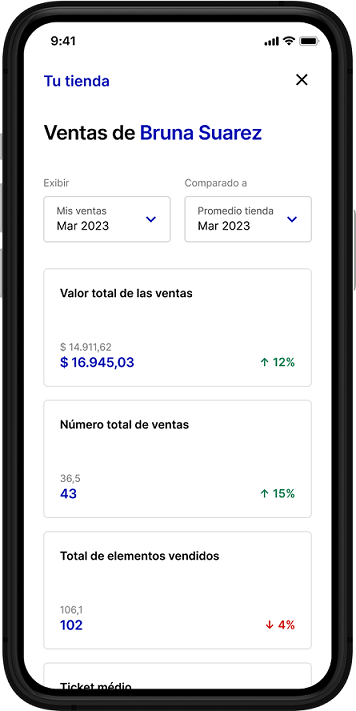 9:41
Tu tienda
Ventas de Bruna Suarez
Exibir
Comparado a
Mis ventas
Mar 2023
Promedio tienda
Mar 2023
Valor total de las ventas
$ 14.911,62
$ 16.945,03
↑ 12%
Número total de ventas
36,5
43
↑ 15%
Total de elementos vendidos
106,1
102
↓ 4%
Ticket médio